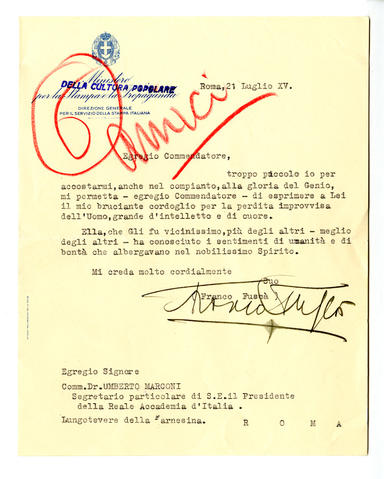 Ministero
DELLA CULTURA POPOLARE
per la Stampa e la Propaganda
DIREZIONE GENERALE
PER IL SERVIZIO DELLA STAMPA ITALIANA
Roma, 21 Luglio XV.
Amici
Egregio Commendatore,
troppo piccolo io per
accostarmi, anche nel compianto, alla gloria del Genio,
mi permetta - egregio Commendatore - di esprimere a Lei
il mio bruciante cordoglio per la perdita improvvisa
dell'Uomo, grande d'intelletto e di cuore.
Ella, che Gli fu vicinissimo, più degli altri - meglio
degli altri - ha conosciuto i sentimenti di umanità e di
bontà che albergavano nel nobilissimo Spirito.
Mi creda molto cordialmente
Suo
Franco Fuscà
Egregio Signore
Comm. Dr. UMBERTO MARCONI
Segretario particolare di S.E. il Presidente
della Reale Accademia d'Italia .
Lungotevere della Farnesina.
R O M A